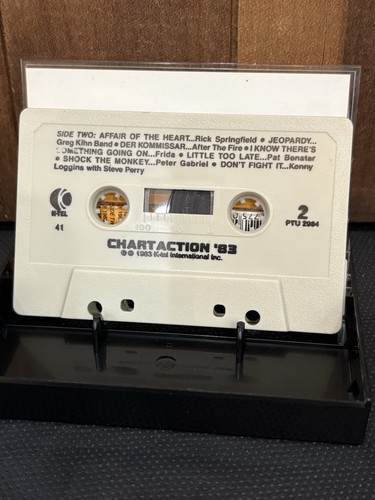 SIDE TWO: AFFAIR OF THE HEART...Rick Springfield • JEOPARDY...
Greg Kihn Band • DER KOMMISSAR...After The Fire • I KNOW THERE'S
SOMETHING GOING ON...Frida • LITTLE TOO LATE...Pat Benatar
• SHOCK THE MONKEY...Peter Gabriel • DON'T FIGHT IT...Kenny
Loggins with Steve Perry
K-TEL
41
100
2
PTU 2984
CHARTACTION '83
© ℗ 1983 K-tel International Inc.